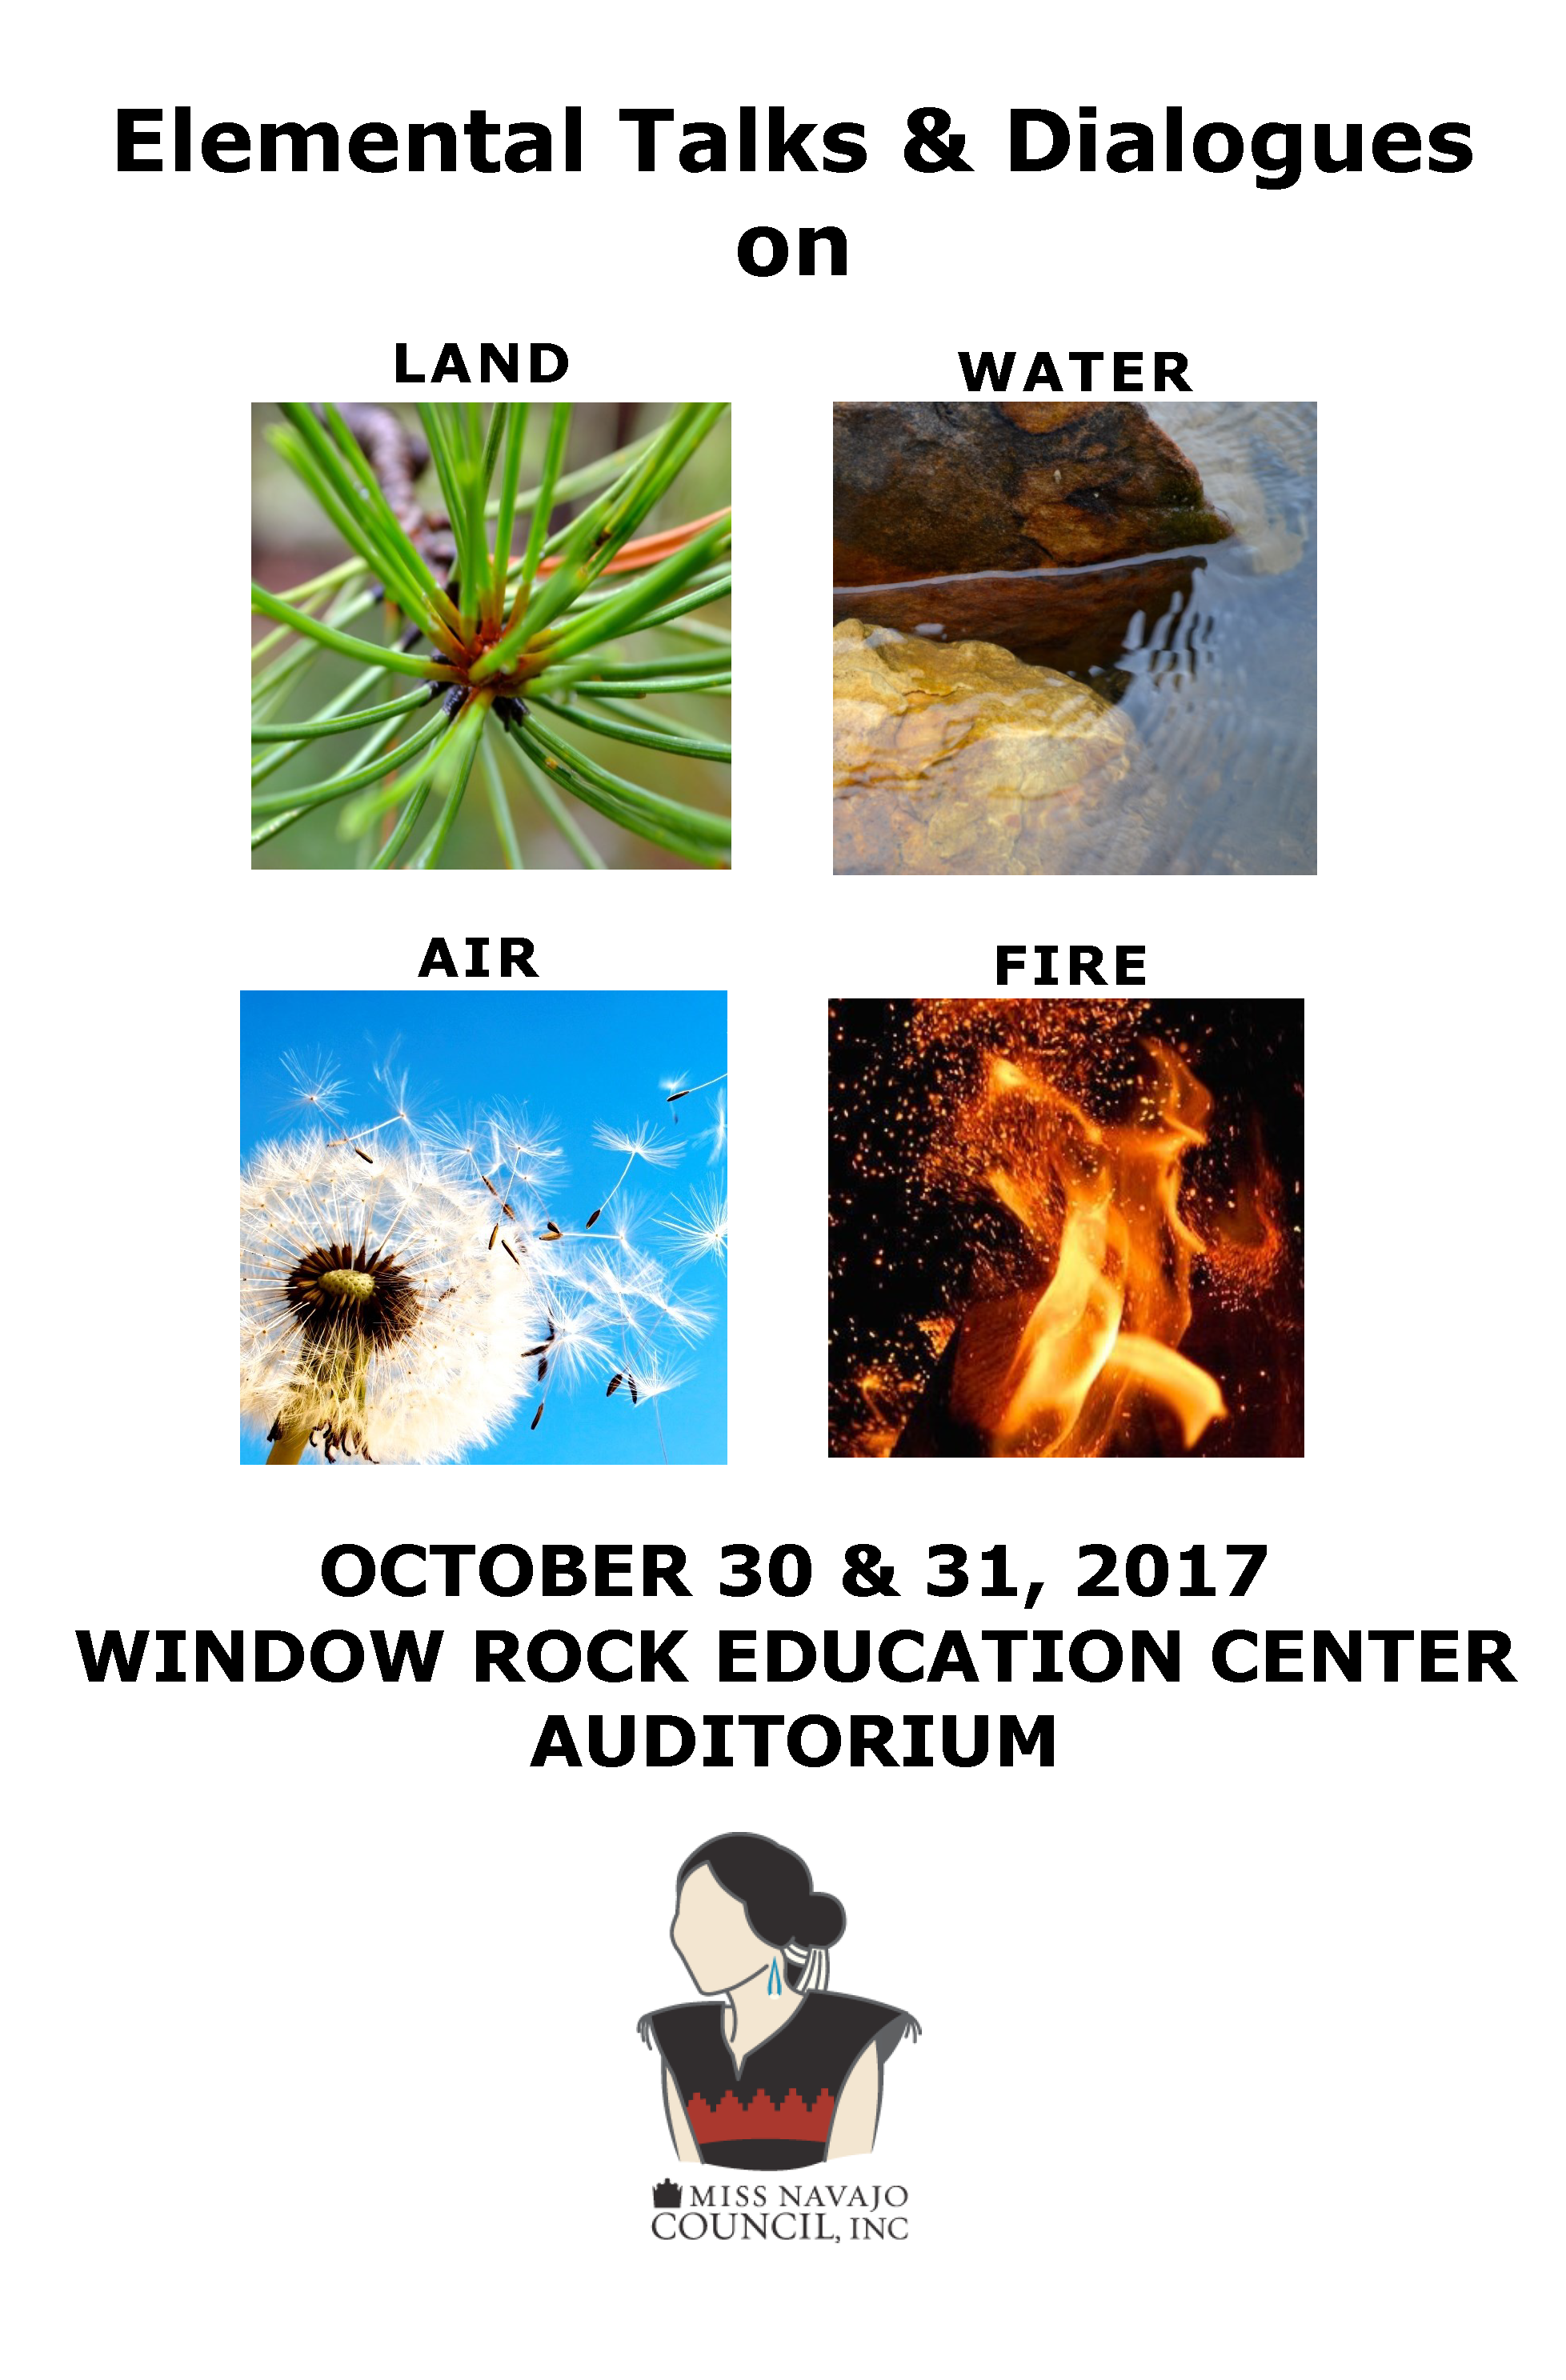 Elemental Talks & Dialogues
on
LAND
WATER
AIR
FIRE
OCTOBER 30 & 31, 2017
WINDOW ROCK EDUCATION CENTER
AUDITORIUM
MISS NAVAJO
COUNCIL, INC